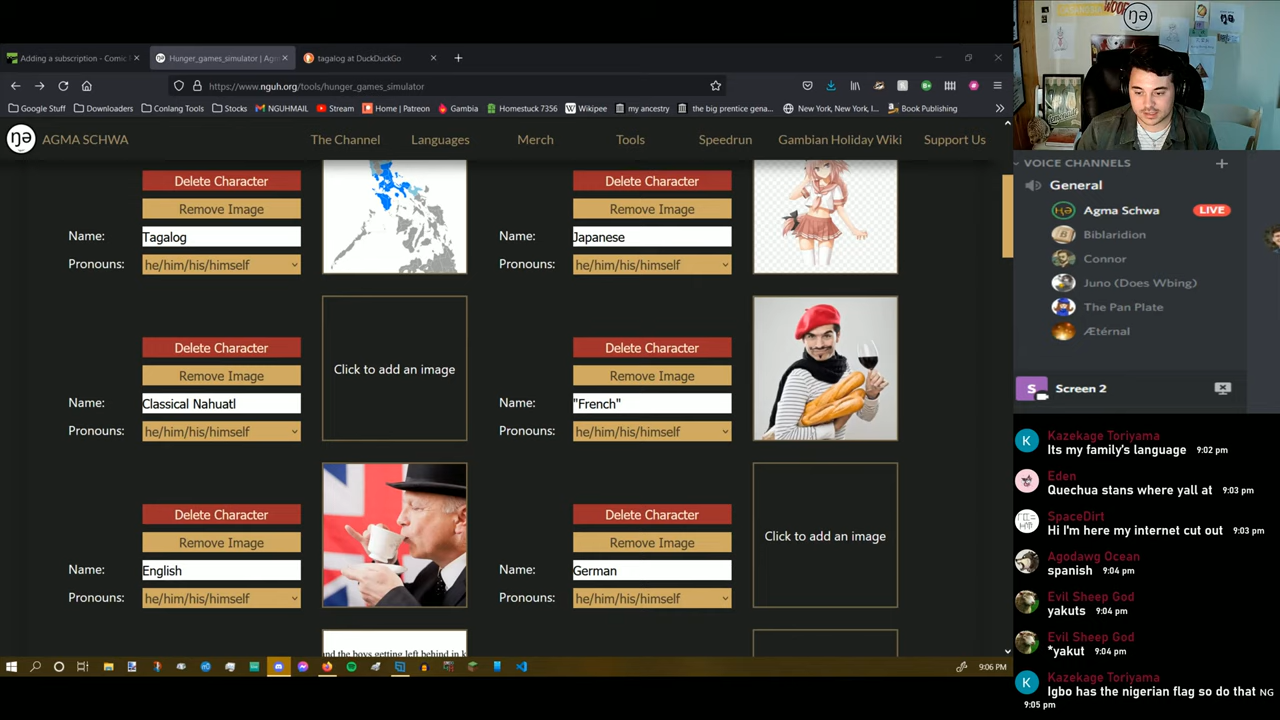 Adding a subscription - Comic
Hunger_games_simulator | Ag
tagalog at DuckDuckGo
https://www.nguh.org/tools/hunger_games_simulator
Google Stuff
Conlang Tools
Stocks
NGUHMAIL
Stream
Home | Patreon
Gambia
Homestuck 7356
Wikipee
my ancestry
the big prentice gena...
New York, New York, I...
Book Publishing
ŋə
AGMA SCHWA
The Channel
Languages
Merch
Tools
Speedrun
Gambian Holiday Wiki
Support Us
Delete Character
Remove Image
Name: Tagalog
Pronouns: he/him/his/himself
Delete Character
Remove Image
Name: Japanese
Pronouns: he/him/his/himself
Delete Character
Remove Image
Name: Classical Nahuatl
Pronouns: he/him/his/himself
Click to add an image
Delete Character
Remove Image
Name: "French"
Pronouns: he/him/his/himself
Delete Character
Remove Image
Name: English
Pronouns: he/him/his/himself
Delete Character
Remove Image
Name: German
Pronouns: he/him/his/himself
Click to add an image
nd the boys getting left behind in k
9:06 PM
ŋə
VOICE CHANNELS
General
Agma Schwa
LIVE
Biblaridion
Connor
Juno (Does Wbing)
The Pan Plate
Ætérnal
S
Screen 2
K
Kazekage Toriyama
Its my family's language 9:02 pm
Eden
Quechua stans where yall at 9:03 pm
SpaceDirt
Hi I'm here my internet cut out 9:03 pm
Agodawg Ocean
spanish 9:04 pm
Evil Sheep God
yakuts 9:04 pm
Evil Sheep God
*yakut 9:04 pm
K
Kazekage Toriyama
Igbo has the nigerian flag so do that NG
9:05 pm